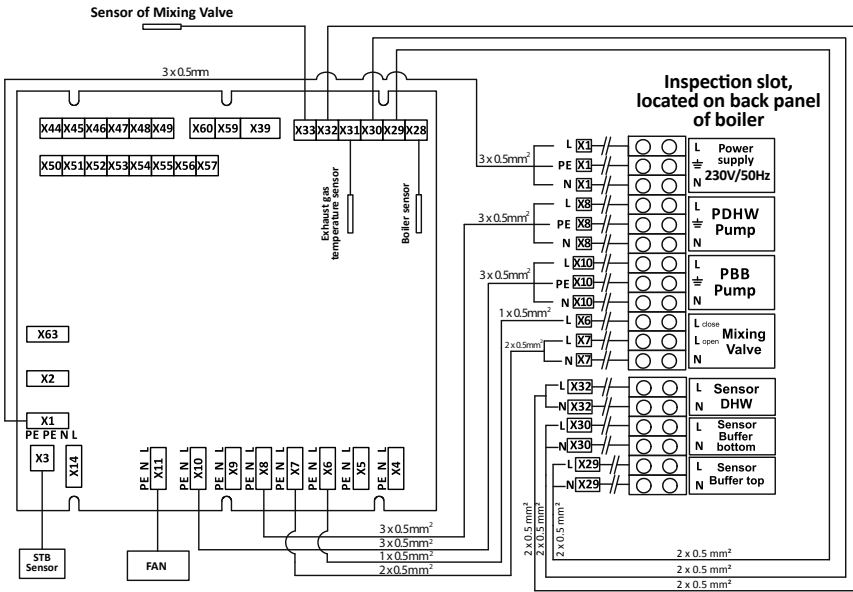 Sensor of Mixing Valve
3 x 0.5mm
Inspection slot,
located on back panel
of boiler
X44 X45 X46 X47 X48 X49
X60 X59 X39
X33 X32 X31 X30 X29 X28
X50 X51 X52 X53 X54 X55 X56 X57
Exhaust gas
temperature sensor
Boiler sensor
3 x 0.5mm²
L X1
PE X1
N X1
L Power
supply
230V/50Hz
N
3 x 0.5mm²
L X8
PE X8
N X8
L
PDHW
Pump
N
3 x 0.5mm²
L X10
PE X10
N X10
L
PBB
Pump
N
1 x 0.5mm²
L X6
2 x 0.5mm²
L X7
N X7
L close
L open
N
Mixing
Valve
L X32
N X32
L Sensor
N DHW
L X30
N X30
L Sensor
Buffer
N bottom
L X29
N X29
L Sensor
N Buffer top
X63
X2
X1
PE PE N L
X3
X14
PE N L X11
PE N L X10
PE N L X9
PE N L X8
PE N L X7
PE N L X6
PE N L X5
PE N L X4
3 x 0.5mm²
3 x 0.5mm²
1 x 0.5mm²
2 x 0.5mm²
STB
Sensor
FAN
2 x 0.5 mm²
2 x 0.5 mm²
2 x 0.5 mm²
2 x 0.5 mm²
2 x 0.5 mm²
2 x 0.5 mm²